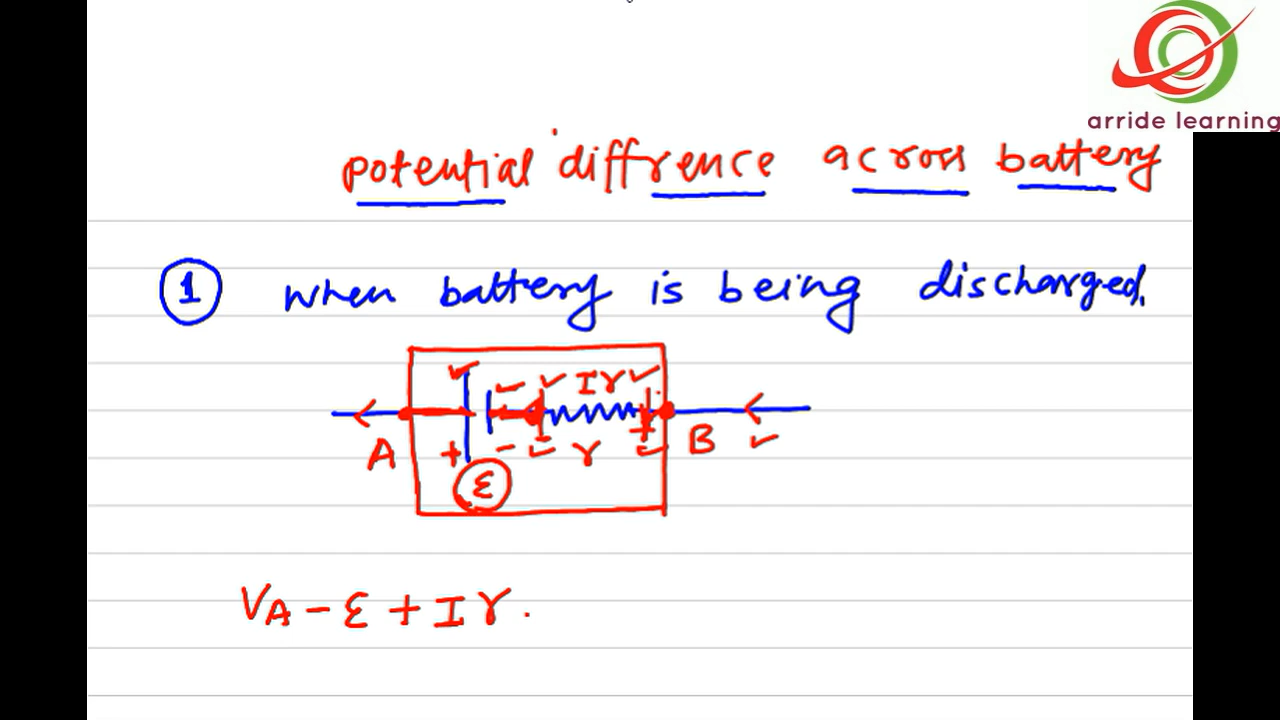 arride learning
potential diffrence across battery
1 when battery is being discharged.
Ir
A + - r + B
ε
VA - ε + Ir.